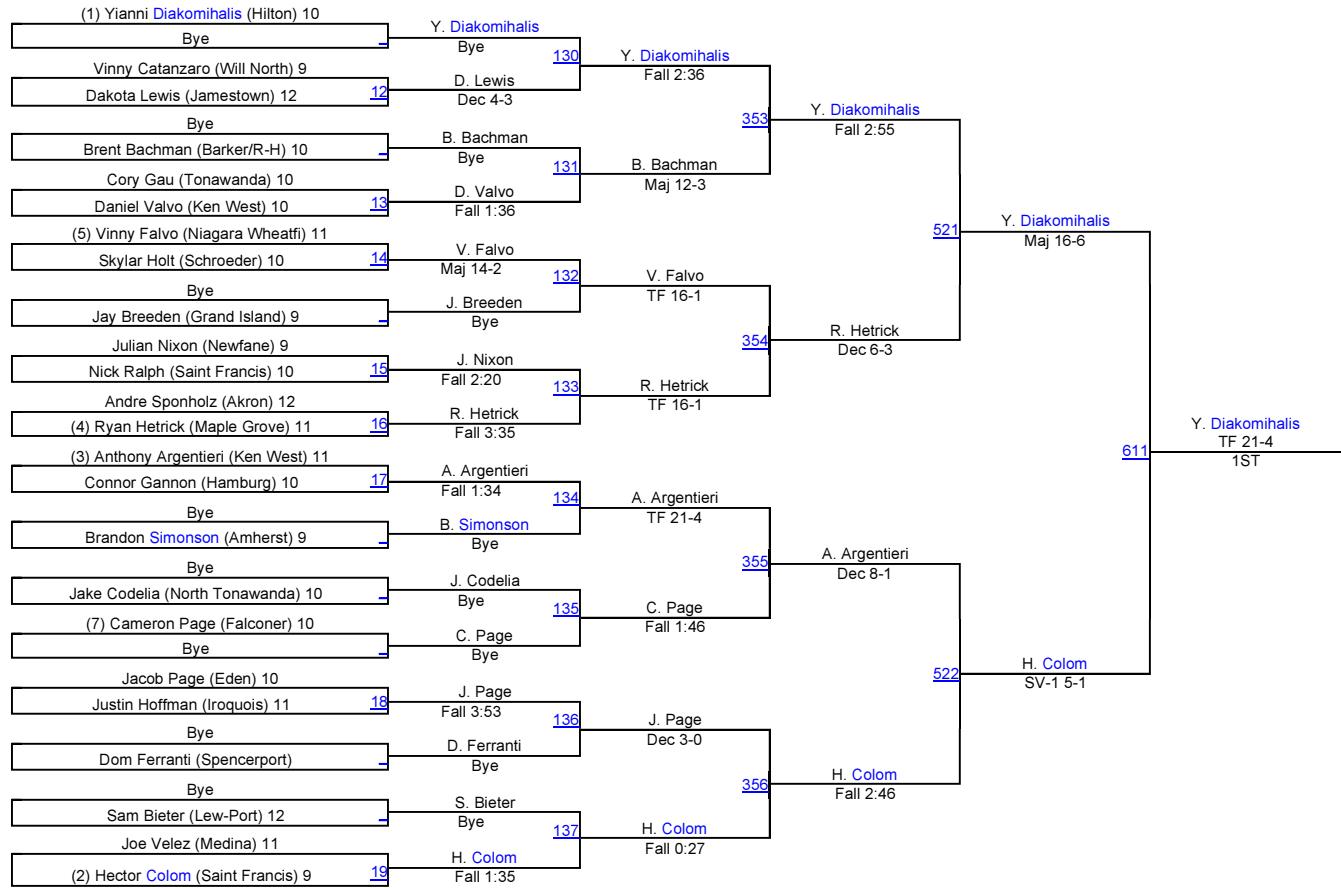 (1) Yianni Diakomihalis (Hilton) 10
Bye
Vinny Catanzaro (Will North) 9
Dakota Lewis (Jamestown) 12
12
Bye
Brent Bachman (Barker/R-H) 10
Cory Gau (Tonawanda) 10
Daniel Valvo (Ken West) 10
13
(5) Vinny Falvo (Niagara Wheatfi) 11
Skylar Holt (Schroeder) 10
14
Bye
Jay Breeden (Grand Island) 9
Julian Nixon (Newfane) 9
Nick Ralph (Saint Francis) 10
15
Andre Sponholz (Akron) 12
(4) Ryan Hetrick (Maple Grove) 11
16
(3) Anthony Argentieri (Ken West) 11
Connor Gannon (Hamburg) 10
17
Bye
Brandon Simonson (Amherst) 9
Bye
Jake Codelia (North Tonawanda) 10
(7) Cameron Page (Falconer) 10
Bye
Jacob Page (Eden) 10
Justin Hoffman (Iroquois) 11
18
Bye
Dom Ferranti (Spencerport)
Bye
Sam Bieter (Lew-Port) 12
Joe Velez (Medina) 11
(2) Hector Colom (Saint Francis) 9
19
Y. Diakomihalis
Bye
130
D. Lewis
Dec 4-3
B. Bachman
Bye
131
D. Valvo
Fall 1:36
V. Falvo
Maj 14-2
132
J. Breeden
Bye
J. Nixon
Fall 2:20
133
R. Hetrick
Fall 3:35
A. Argentieri
Fall 1:34
134
B. Simonson
Bye
J. Codelia
Bye
135
C. Page
Bye
J. Page
Fall 3:53
136
D. Ferranti
Bye
S. Bieter
Bye
137
H. Colom
Fall 1:35
Y. Diakomihalis
Fall 2:36
353
B. Bachman
Maj 12-3
V. Falvo
TF 16-1
354
R. Hetrick
TF 16-1
A. Argentieri
TF 21-4
355
C. Page
Fall 1:46
J. Page
Dec 3-0
356
H. Colom
Fall 0:27
Y. Diakomihalis
Fall 2:55
521
R. Hetrick
Dec 6-3
A. Argentieri
Dec 8-1
522
H. Colom
Fall 2:46
Y. Diakomihalis
Maj 16-6
611
H. Colom
SV-1 5-1
Y. Diakomihalis
TF 21-4
1ST